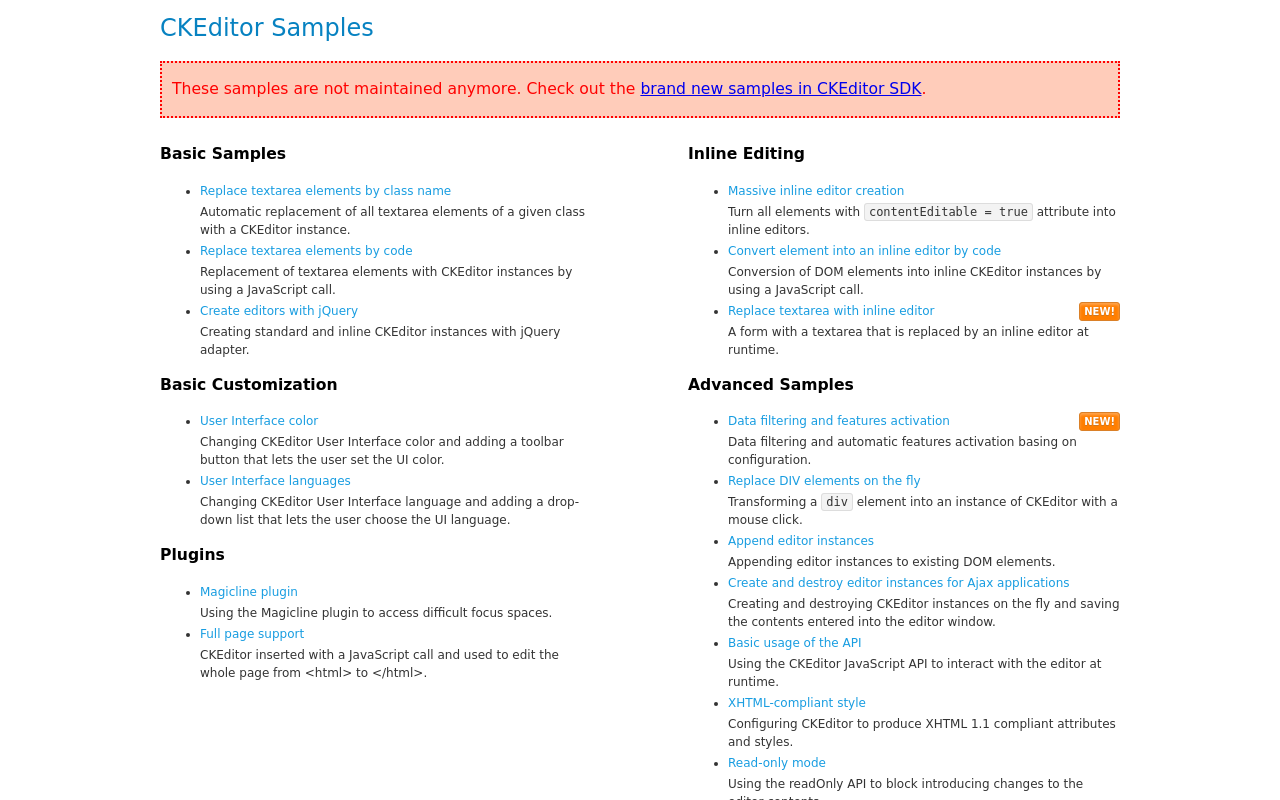 CKEditor Samples
These samples are not maintained anymore. Check out the brand new samples in CKEditor SDK.
Basic Samples
Replace textarea elements by class name
Automatic replacement of all textarea elements of a given class
with a CKEditor instance.
Replace textarea elements by code
Replacement of textarea elements with CKEditor instances by
using a JavaScript call.
Create editors with jQuery
Creating standard and inline CKEditor instances with jQuery
adapter.
Basic Customization
User Interface color
Changing CKEditor User Interface color and adding a toolbar
button that lets the user set the UI color.
User Interface languages
Changing CKEditor User Interface language and adding a drop-
down list that lets the user choose the UI language.
Plugins
Magicline plugin
Using the Magicline plugin to access difficult focus spaces.
Full page support
CKEditor inserted with a JavaScript call and used to edit the
whole page from <html> to </html>.
Inline Editing
Massive inline editor creation
Turn all elements with contentEditable = true attribute into
inline editors.
Convert element into an inline editor by code
Conversion of DOM elements into inline CKEditor instances by
using a JavaScript call.
Replace textarea with inline editor NEW!
A form with a textarea that is replaced by an inline editor at
runtime.
Advanced Samples
Data filtering and features activation NEW!
Data filtering and automatic features activation basing on
configuration.
Replace DIV elements on the fly
Transforming a div element into an instance of CKEditor with a
mouse click.
Append editor instances
Appending editor instances to existing DOM elements.
Create and destroy editor instances for Ajax applications
Creating and destroying CKEditor instances on the fly and saving
the contents entered into the editor window.
Basic usage of the API
Using the CKEditor JavaScript API to interact with the editor at
runtime.
XHTML-compliant style
Configuring CKEditor to produce XHTML 1.1 compliant attributes
and styles.
Read-only mode
Using the readOnly API to block introducing changes to the
editor contents.